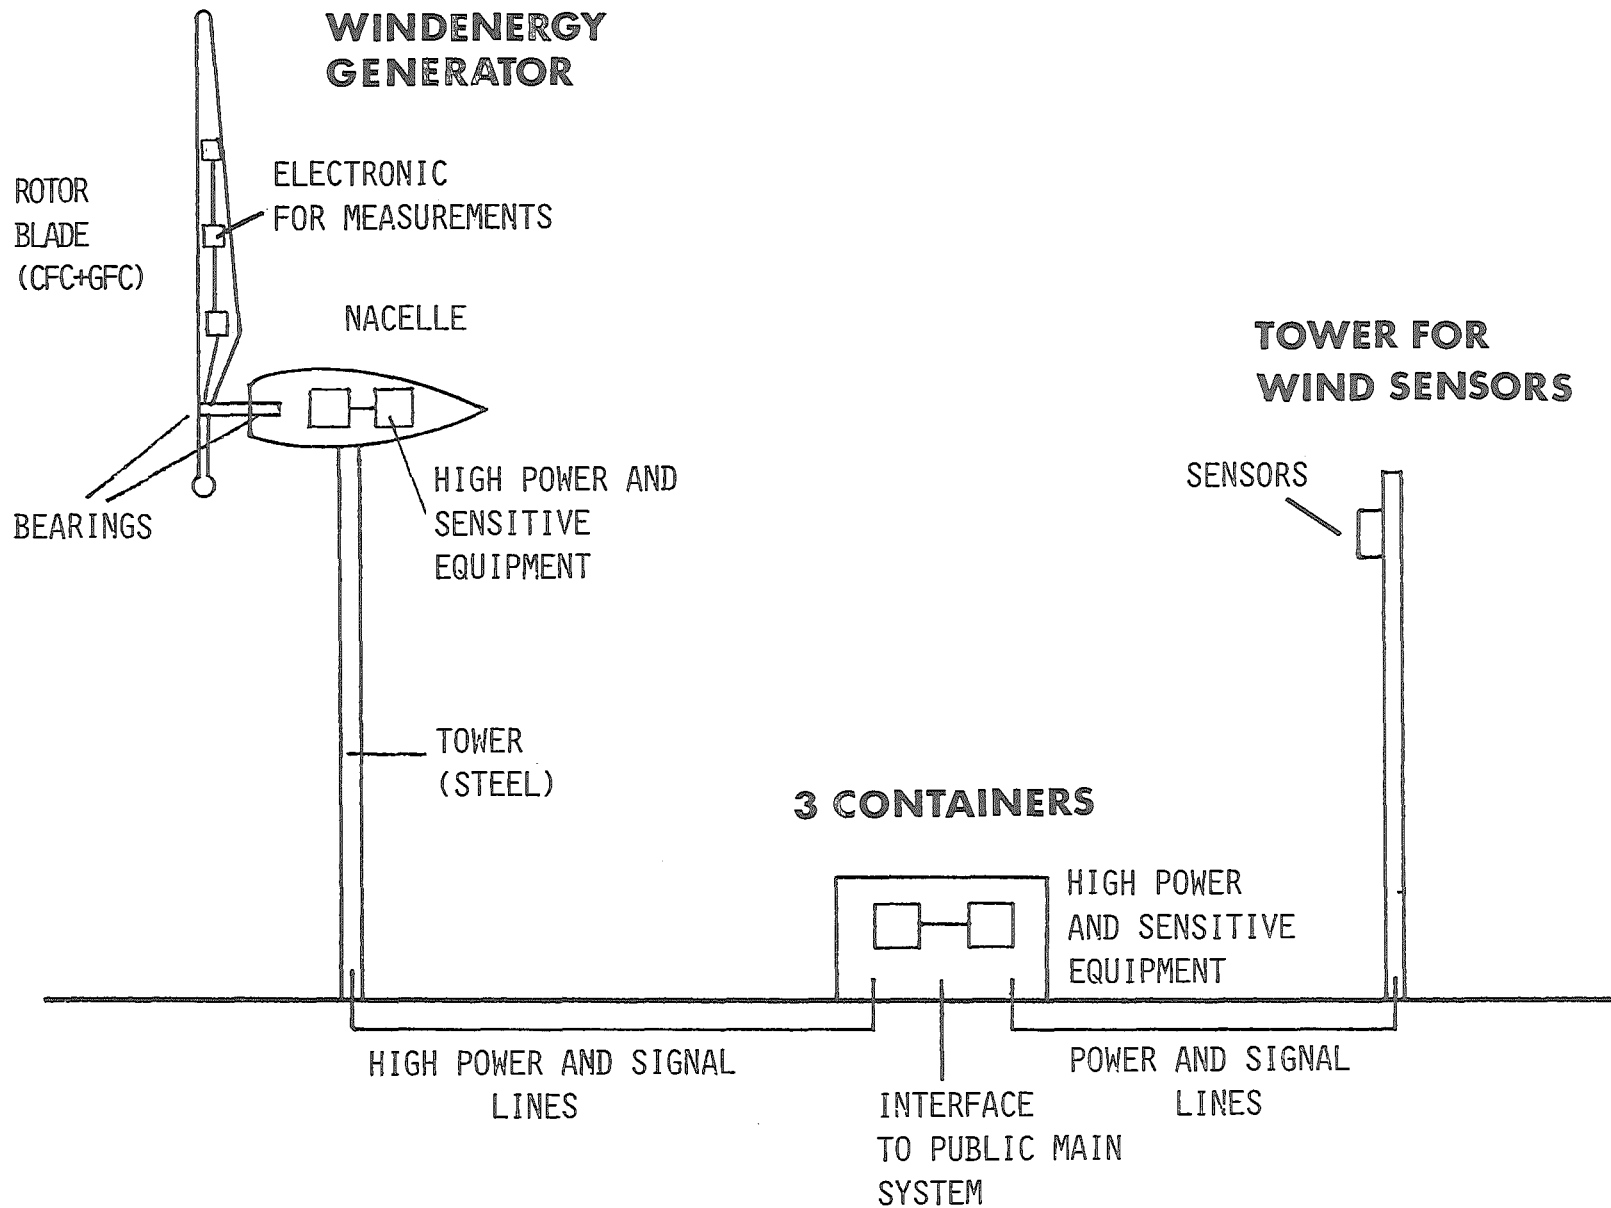 WINDENERGY
GENERATOR
ELECTRONIC
FOR MEASUREMENTS
ROTOR
BLADE
(CFC+GFC)
NACELLE
BEARINGS
HIGH POWER AND
SENSITIVE
EQUIPMENT
TOWER
(STEEL)
TOWER FOR
WIND SENSORS
SENSORS
3 CONTAINERS
HIGH POWER
AND SENSITIVE
EQUIPMENT
HIGH POWER AND SIGNAL
LINES
INTERFACE
TO PUBLIC MAIN
SYSTEM
POWER AND SIGNAL
LINES